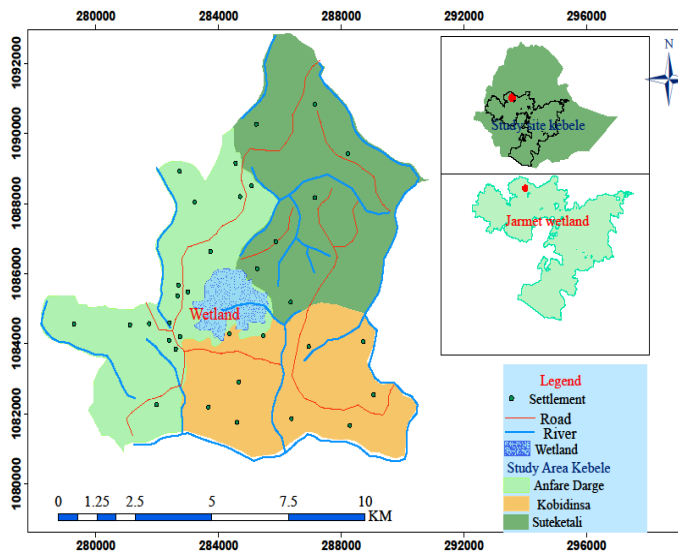 280000 284000 288000 292000 296000
N
1092000
1090000
1088000
1086000
1084000
1082000
1080000
Study site kebele
Jarmet wetland
Wetland
Legend
Settlement
Road
River
Wetland
Study Area Kebele
Anfare Darge
Kobidinsa
Suteketali
0 1.25 2.5 5 7.5 10
KM
280000 284000 288000 292000 296000